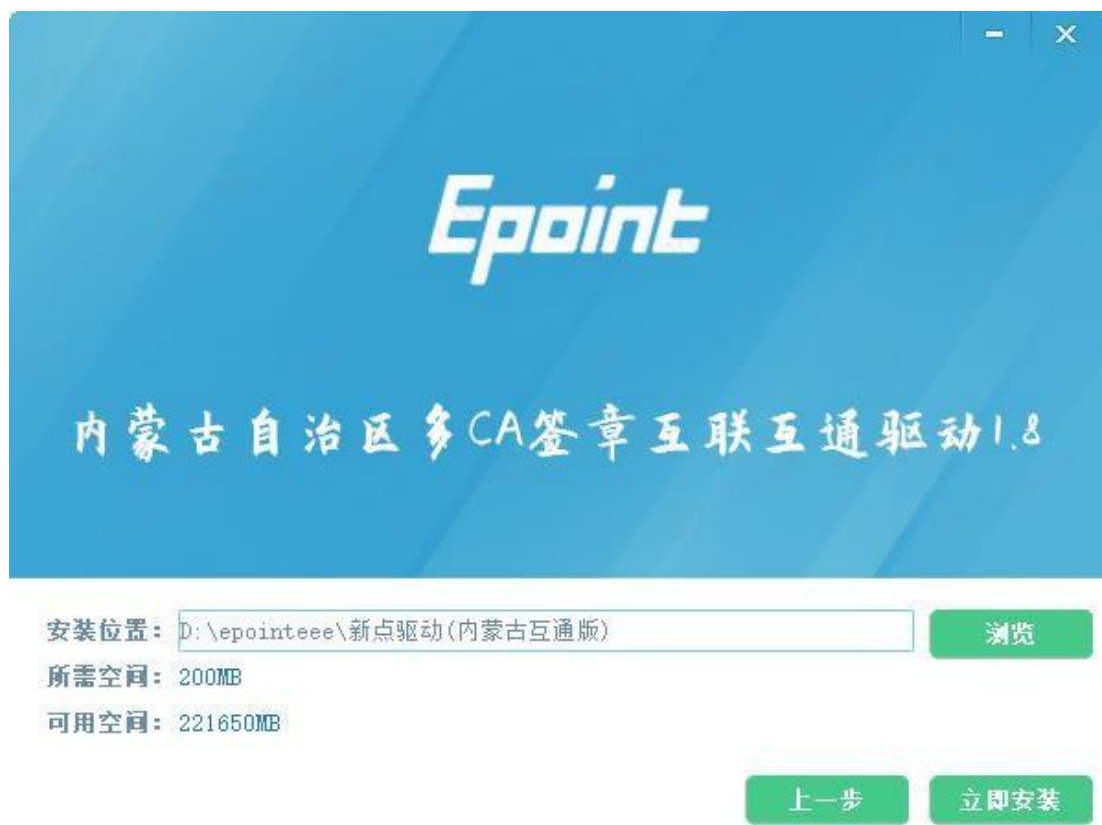 Epoint
内蒙古自治区多CA签章互联互通驱动1.8
安装位置：D:\epointeee\新点驱动(内蒙古互通版) 浏览
所需空间：200MB
可用空间：221650MB
上一步 立即安装